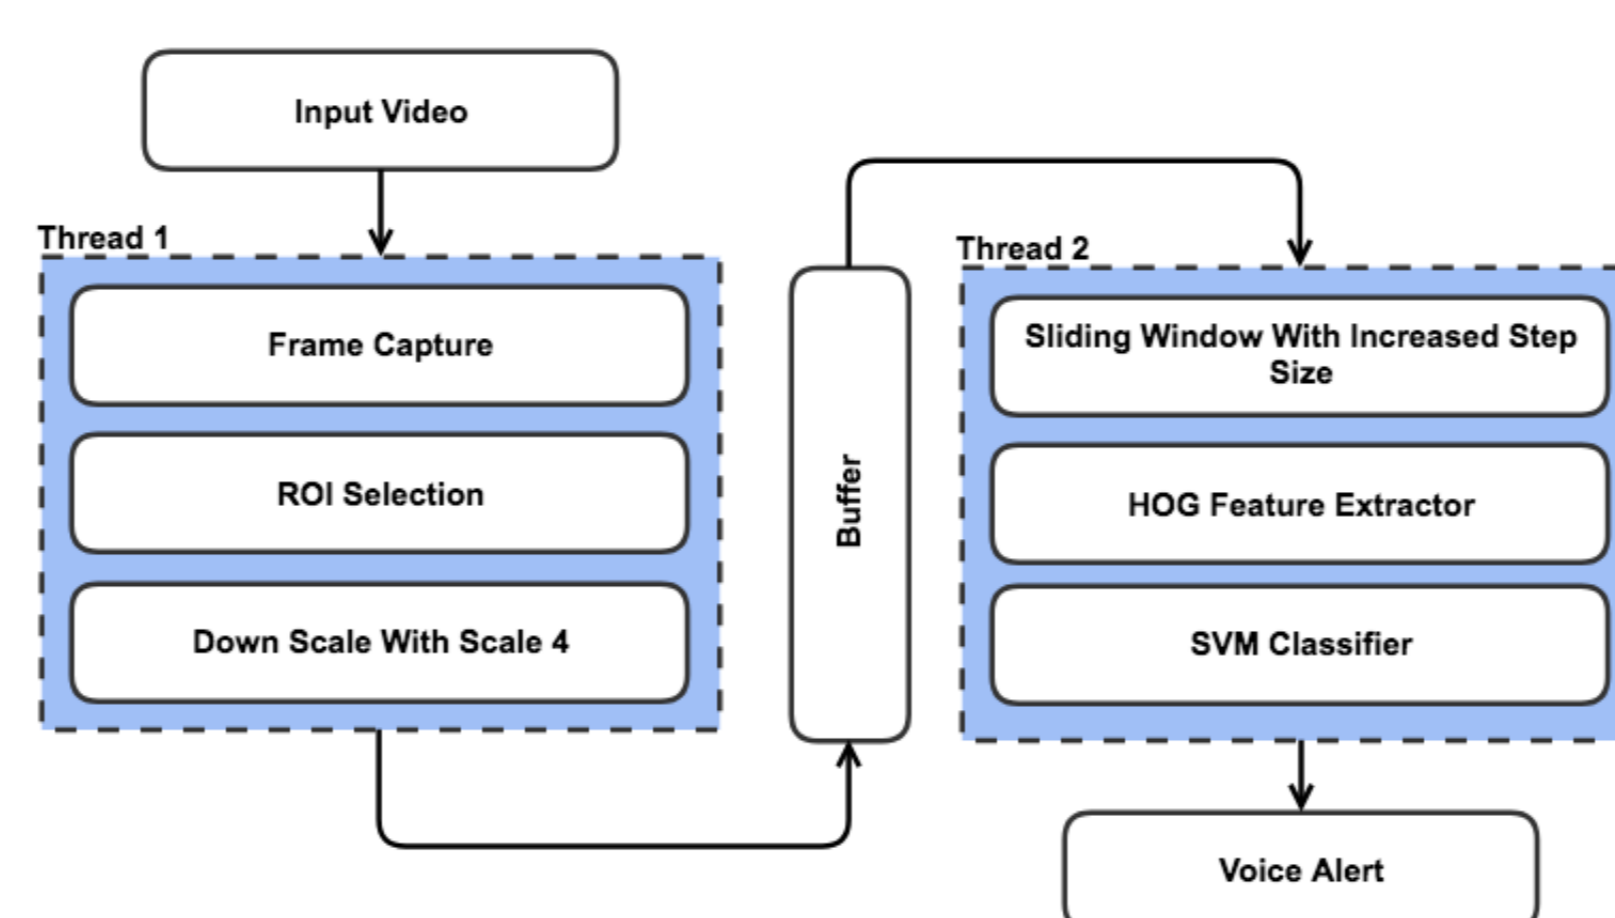 Input Video
Thread 1
Frame Capture
ROI Selection
Down Scale With Scale 4
Buffer
Thread 2
Sliding Window With Increased Step
Size
HOG Feature Extractor
SVM Classifier
Voice Alert